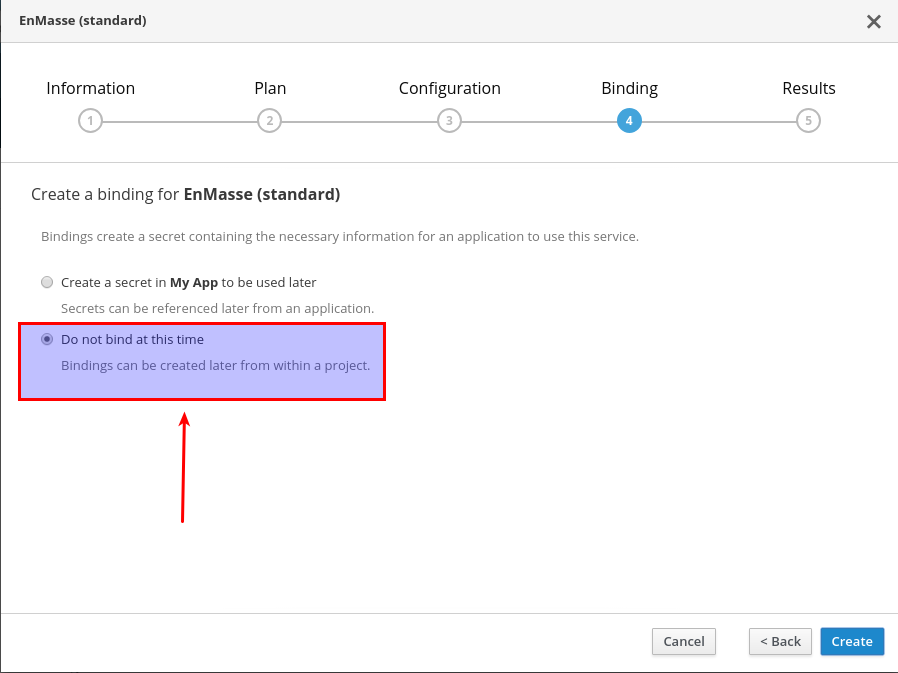 EnMasse (standard)
Information Plan Configuration Binding Results
1 2 3 4 5
Create a binding for EnMasse (standard)
Bindings create a secret containing the necessary information for an application to use this service.
Create a secret in My App to be used later
Secrets can be referenced later from an application.
Do not bind at this time
Bindings can be created later from within a project.
Cancel < Back Create